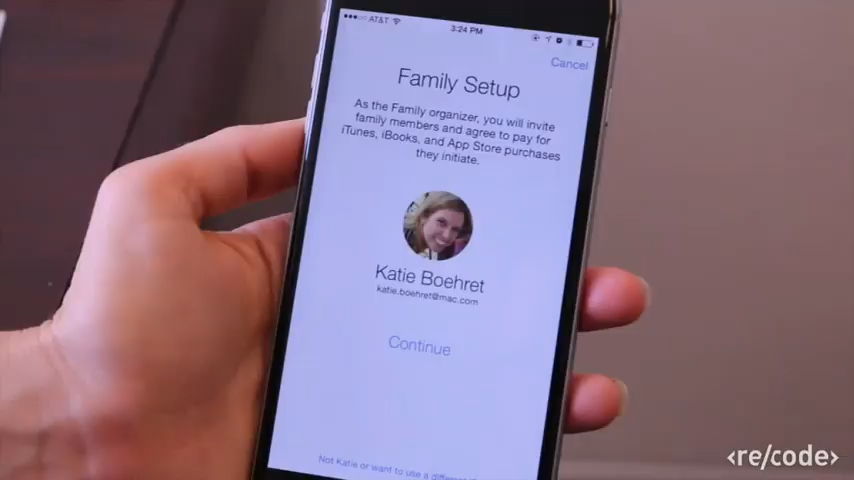 AT&T
3:24 PM
Cancel
Family Setup
As the Family organizer, you will invite
family members and agree to pay for
iTunes, iBooks, and App Store purchases
they initiate.
Katie Boehret
katie.boehret@mac.com
Continue
Not Katie or want to use a
<re/code>